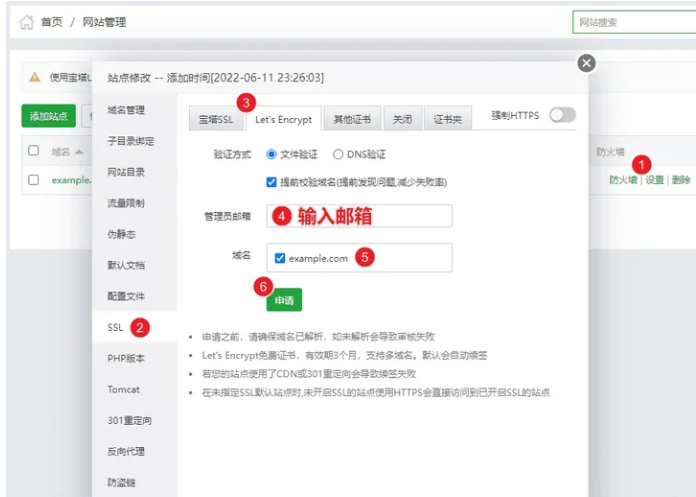 首页 / 网站管理
网站搜索
使用宝塔L
站点修改 -- 添加时间[2022-06-11 23:26:03]
添加站点
域名
example.
防火墙
1
防火墙 | 设置 | 删除
域名管理
子目录绑定
网站目录
流量限制
伪静态
默认文档
配置文件
SSL 2
PHP版本
Tomcat
301重定向
反向代理
防盗链
3
宝塔SSL Let's Encrypt 其他证书 关闭 证书夹 强制HTTPS
验证方式 文件验证 DNS验证
提前校验域名(提前发现问题,减少失败率)
管理员邮箱 4 输入邮箱
域名 example.com 5
6
申请
申请之前，请确保域名已解析，如未解析会导致审核失败
Let's Encrypt免费证书，有效期3个月，支持多域名。默认会自动续签
若您的站点使用了CDN或301重定向会导致续签失败
在未指定SSL默认站点时,未开启SSL的站点使用HTTPS会直接访问到已开启SSL的站点